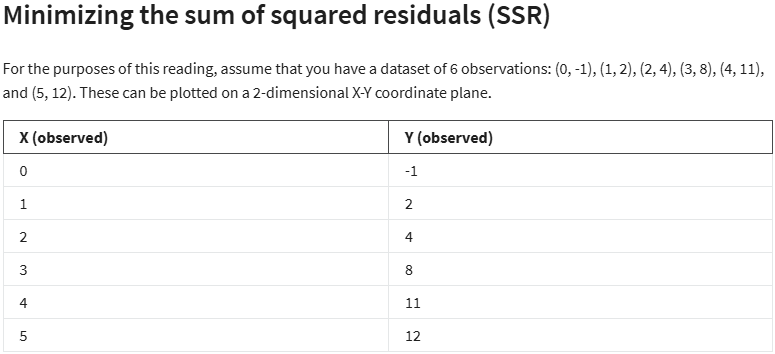 Minimizing the sum of squared residuals (SSR)
For the purposes of this reading, assume that you have a dataset of 6 observations: (0, -1), (1, 2), (2, 4), (3, 8), (4, 11),
and (5, 12). These can be plotted on a 2-dimensional X-Y coordinate plane.
X (observed) Y (observed)
0 -1
1 2
2 4
3 8
4 11
5 12